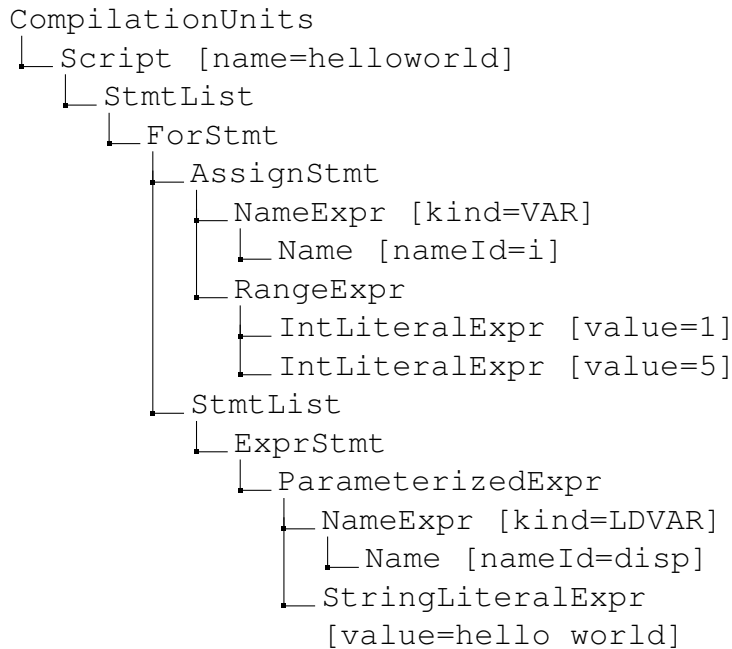 CompilationUnits
Script [name=helloworld]
StmtList
ForStmt
AssignStmt
NameExpr [kind=VAR]
Name [nameId=i]
RangeExpr
IntLiteralExpr [value=1]
IntLiteralExpr [value=5]
StmtList
ExprStmt
ParameterizedExpr
NameExpr [kind=LDVAR]
Name [nameId=disp]
StringLiteralExpr
[value=hello world]